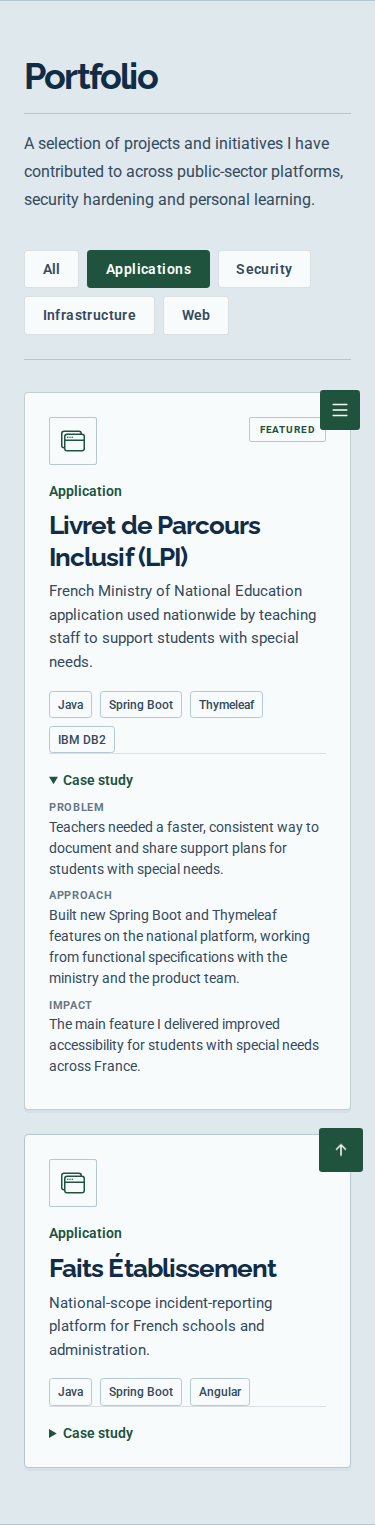 Portfolio
A selection of projects and initiatives I have
contributed to across public-sector platforms,
security hardening and personal learning.
All
Applications
Security
Infrastructure
Web
FEATURED
Application
Livret de Parcours
Inclusif (LPI)
French Ministry of National Education
application used nationwide by teaching
staff to support students with special
needs.
Java
Spring Boot
Thymeleaf
IBM DB2
Case study
PROBLEM
Teachers needed a faster, consistent way to
document and share support plans for
students with special needs.
APPROACH
Built new Spring Boot and Thymeleaf
features on the national platform, working
from functional specifications with the
ministry and the product team.
IMPACT
The main feature I delivered improved
accessibility for students with special needs
across France.
Application
Faits Établissement
National-scope incident-reporting
platform for French schools and
administration.
Java
Spring Boot
Angular
Case study